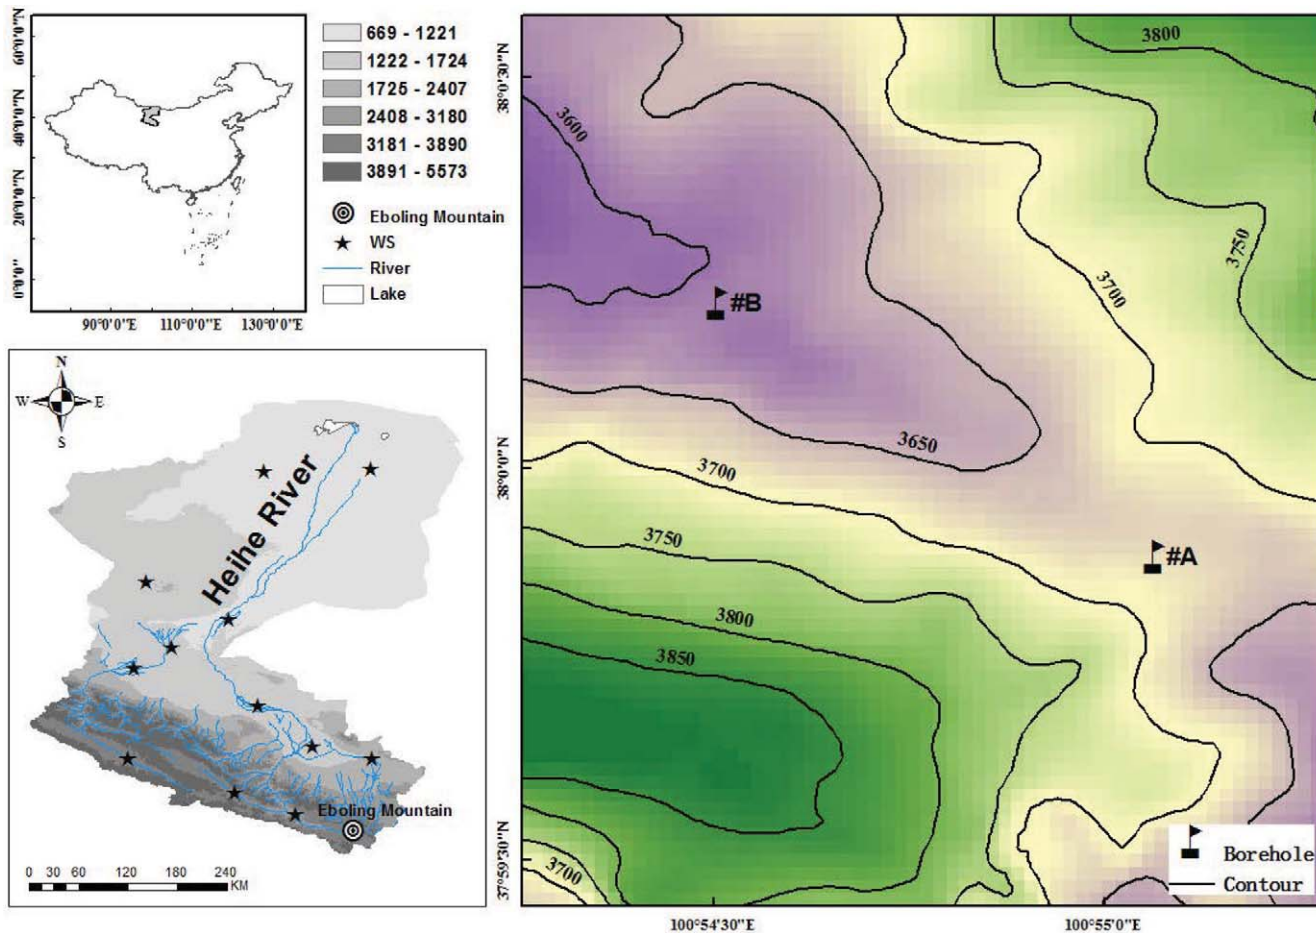 60°0'0"N
40°0'0"N
20°0'0"N
0°0'0"
90°0'0"E
110°0'0"E
130°0'0"E
669 - 1221
1222 - 1724
1725 - 2407
2408 - 3180
3181 - 3890
3891 - 5573
Eboling Mountain
WS
River
Lake
N
W
E
S
Heihe River
Eboling Mountain
0 30 60 120 180 240
KM
38°0'30"N
38°0'0"N
37°59'30"N
3800
3600
3750
3700
#B
3650
3700
3750
#A
3800
3850
3700
Borehole
Contour
100°54'30"E
100°55'0"E